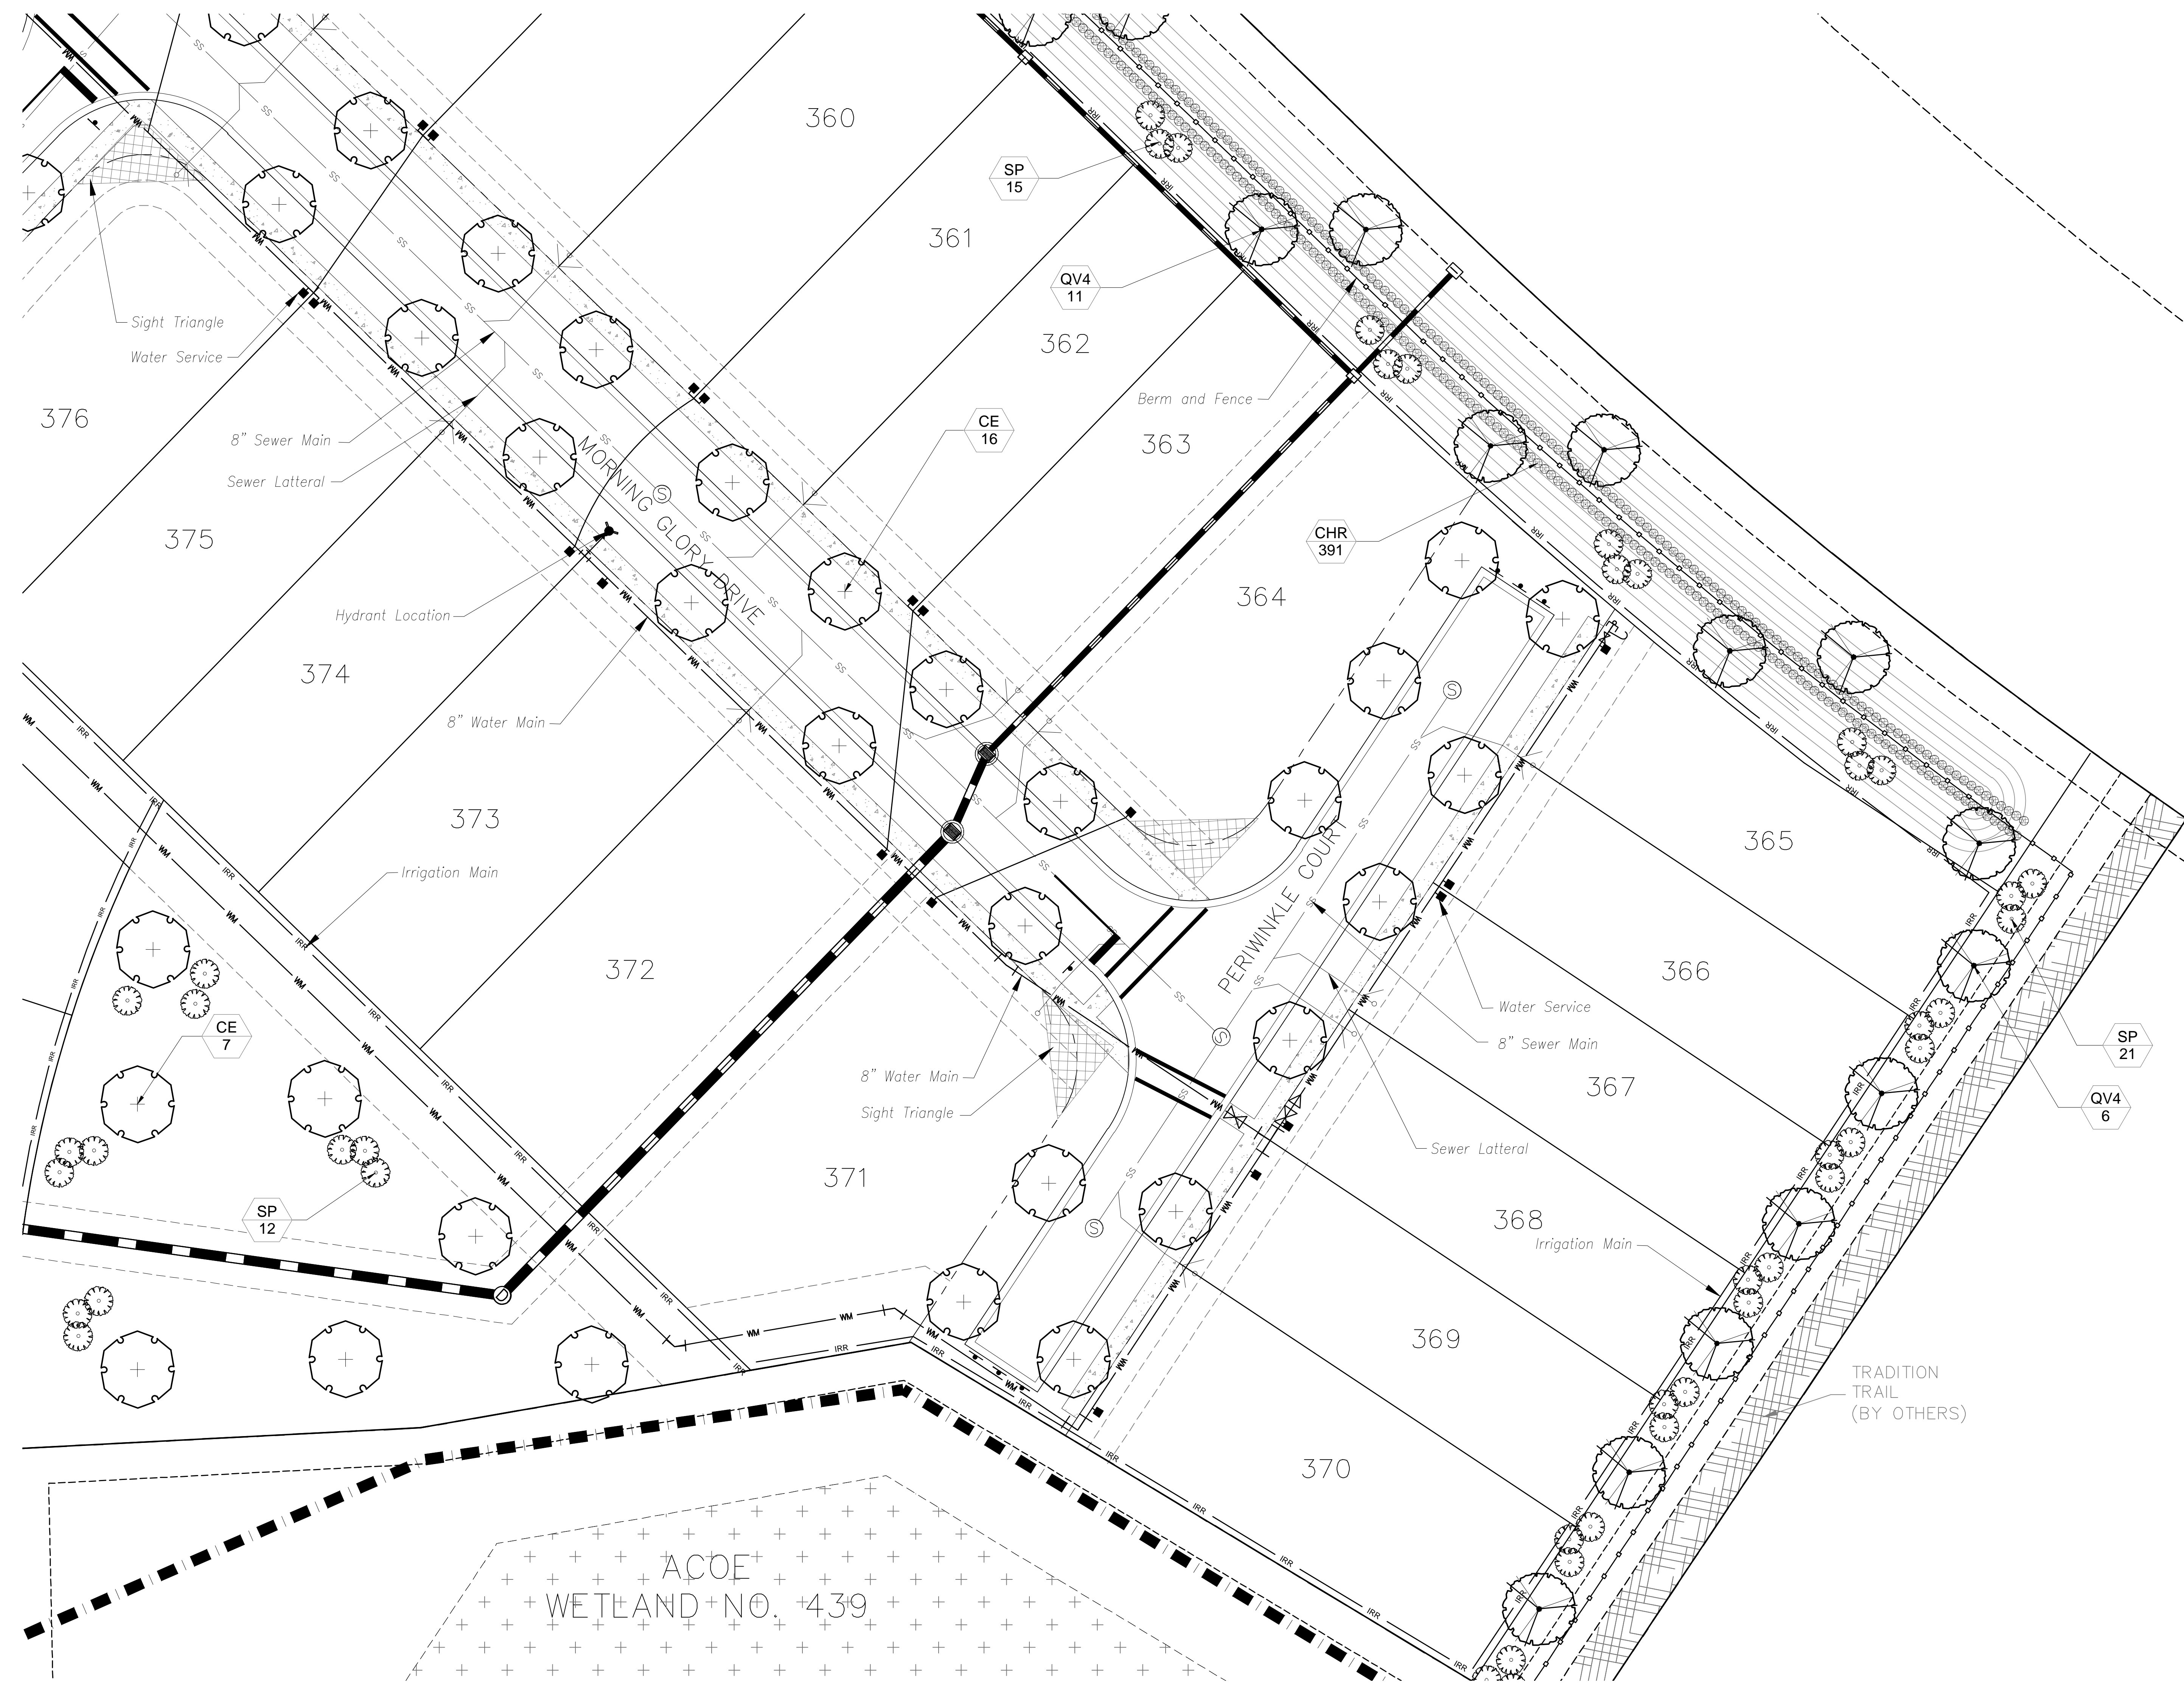 360
SP
15
361
QV4
11
362
Sight Triangle
Water Service
Berm and Fence
376
CE
16
363
8" Sewer Main
Sewer Latteral
MORNING GLORY DRIVE
S
375
CHR
391
364
Hydrant Location
374
8" Water Main
S
373
365
Irrigation Main
PERIWINKLE COURT
372
366
Water Service
CE
7
8" Sewer Main
SP
21
S
8" Water Main
367
QV4
6
Sight Triangle
Sewer Latteral
371
SP
12
368
S
Irrigation Main
D
369
TRADITION
TRAIL
(BY OTHERS)
370
ACOE
WETLAND NO. 439
WM
IRR
SS